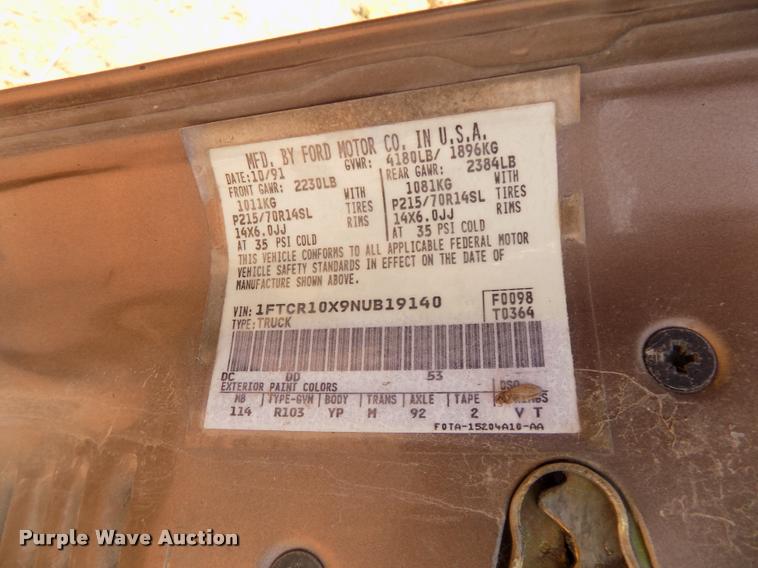 MFD. BY FORD MOTOR CO. IN U.S.A.
DATE: 10/91 GVWR: 4180LB/ 1896KG
FRONT GAWR: 2230LB REAR GAWR: 2384LB
1011KG WITH 1081KG WITH
P215/70R14SL TIRES P215/70R14SL TIRES
14X6.0JJ RIMS 14X6.0JJ RIMS
AT 35 PSI COLD AT 35 PSI COLD
THIS VEHICLE CONFORMS TO ALL APPLICABLE FEDERAL MOTOR
VEHICLE SAFETY STANDARDS IN EFFECT ON THE DATE OF
MANUFACTURE SHOWN ABOVE.
VIN: 1FTCR10X9NUB19140 F0098
TYPE: TRUCK T0364
DC DD 53
EXTERIOR PAINT COLORS DSO
WB TYPE-GVM BODY TRANS AXLE TAPE
114 R103 YP M 92 2 V T
F0TA-15204A10-AA
Purple Wave Auction